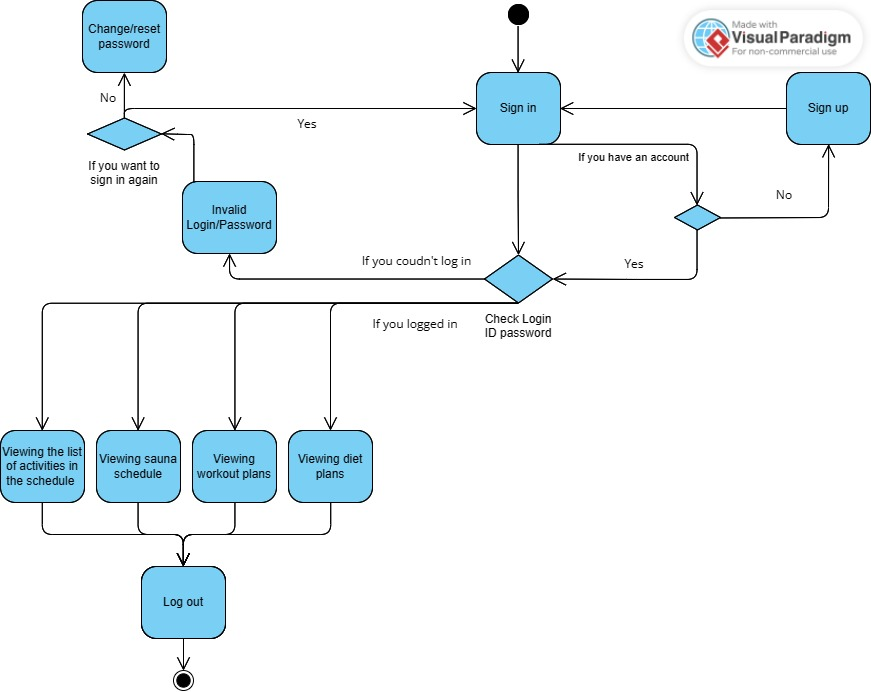 Change/reset
password
Made with
VisualParadigm
For non-commercial use
No
Sign in
Sign up
Yes
If you want to
sign in again
If you have an account
No
Invalid
Login/Password
If you coudn't log in
Yes
Check Login
ID password
If you logged in
Viewing the list
of activities in
the schedule
Viewing sauna
schedule
Viewing
workout plans
Viewing diet
plans
Log out